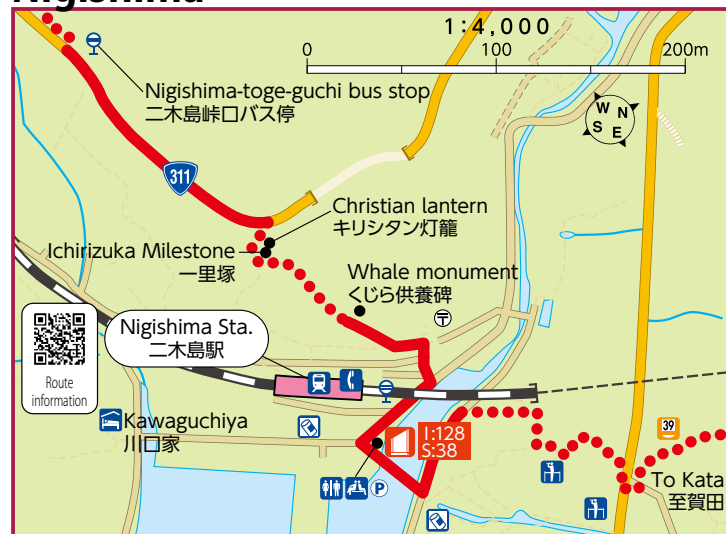 Nigishima
1:4,000
0 100 200m
Nigishima-toge-guchi bus stop
二木島峠口バス停
W N
S E
311
Christian lantern
キリシタン灯籠
Ichirizuka Milestone
一里塚
Whale monument
くじら供養碑
〒
Nigishima Sta.
二木島駅
Route
information
Kawaguchiya
川口家
I:128
S:38
P
39
To Kata
至賀田